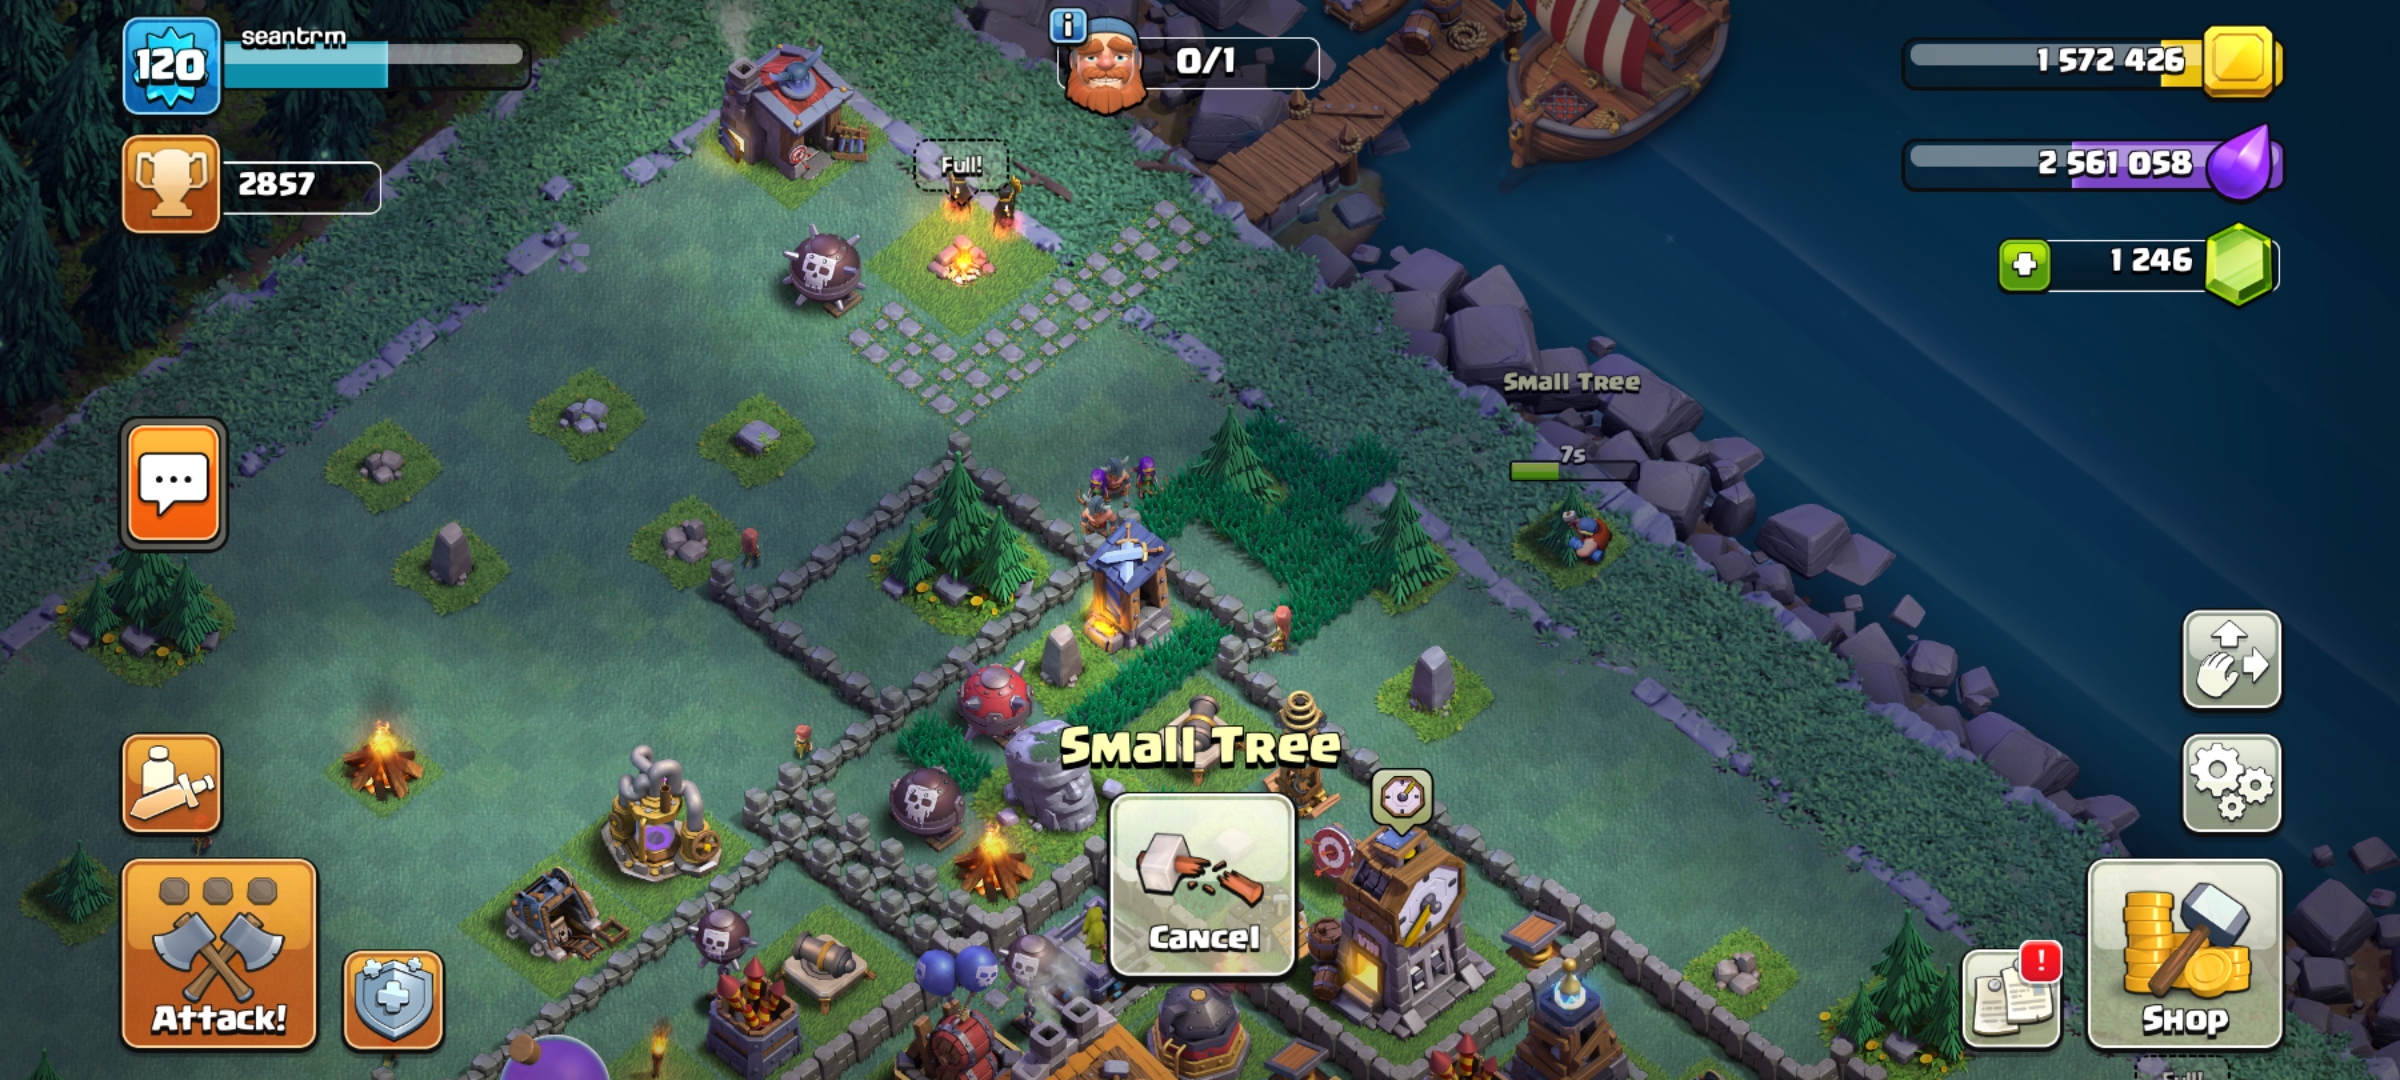 120
seantrm
0/1
1 572 426
2857
Full!
2 561 058
1 246
Small Tree
7s
Small Tree
Cancel
Attack!
Shop
!
Full!